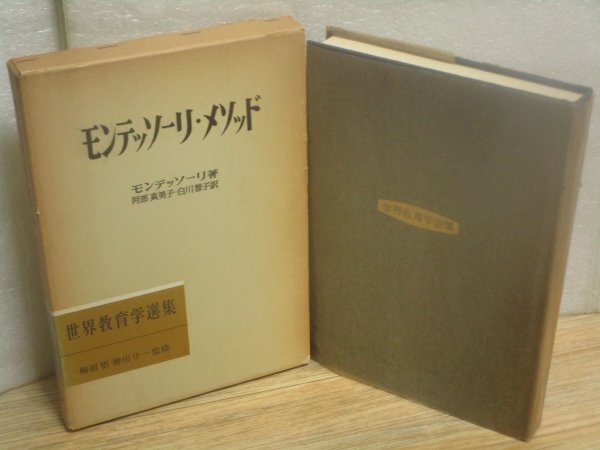 モンテッソーリ・メソッド
モンテッソーリ著
阿部真美子・白川蓉子訳
世界教育学選集
梅根悟 勝田守一監修
世界教育学選集